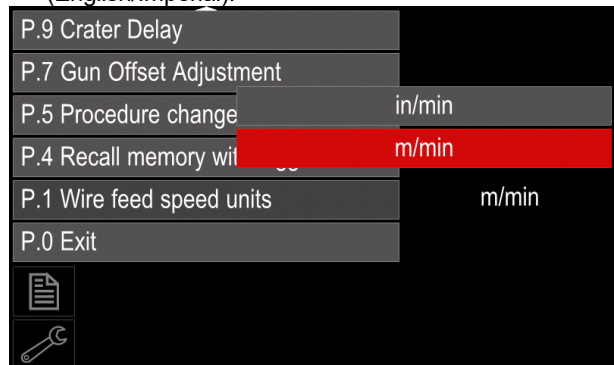 (English/Imperial).
P.9 Crater Delay
P.7 Gun Offset Adjustment
P.5 Procedure change
in/min
P.4 Recall memory wit
m/min
P.1 Wire feed speed units
m/min
P.0 Exit